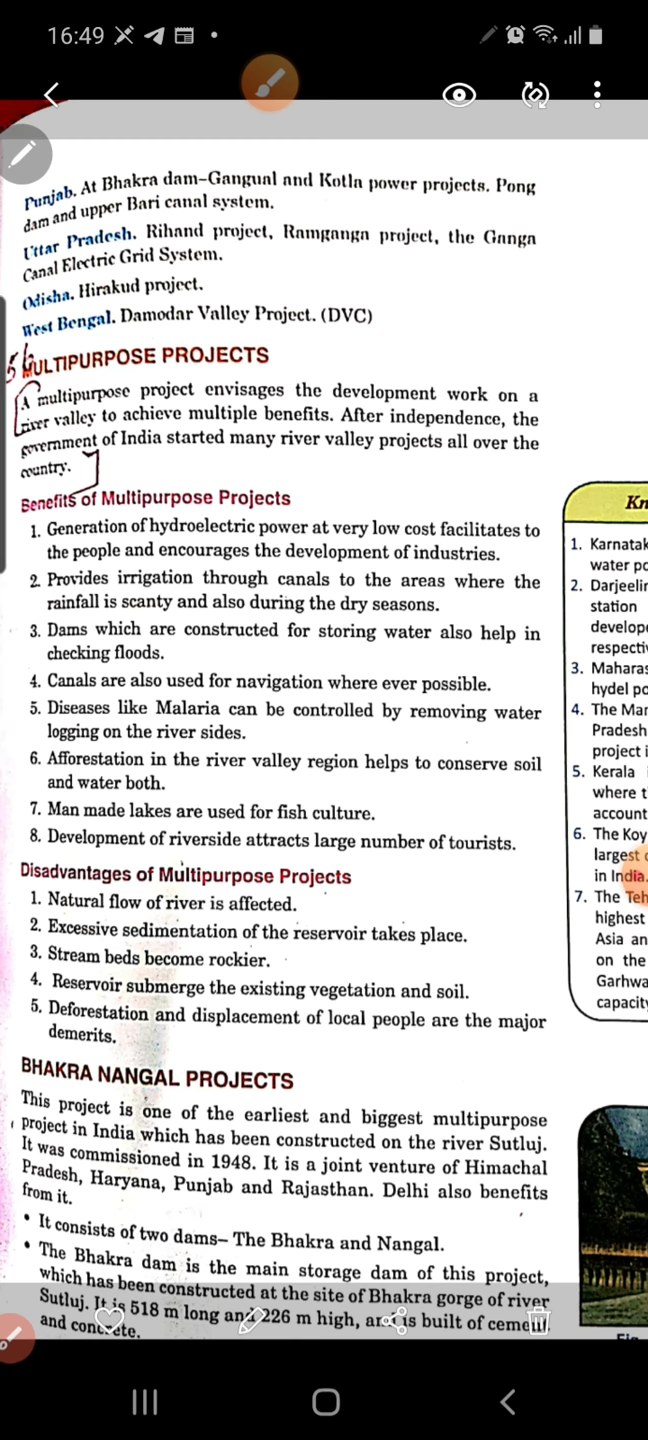 16:49
Punjab. At Bhakra dam–Gangual and Kotla power projects. Pong
dam and upper Bari canal system.
Uttar Pradesh. Rihand project, Ramganga project, the Ganga
Canal Electric Grid System.
Odisha. Hirakud project.
West Bengal. Damodar Valley Project. (DVC)
MULTIPURPOSE PROJECTS
A multipurpose project envisages the development work on a
river valley to achieve multiple benefits. After independence, the
government of India started many river valley projects all over the
country.
Benefits of Multipurpose Projects
1. Generation of hydroelectric power at very low cost facilitates to
the people and encourages the development of industries.
2. Provides irrigation through canals to the areas where the
rainfall is scanty and also during the dry seasons.
3. Dams which are constructed for storing water also help in
checking floods.
4. Canals are also used for navigation where ever possible.
5. Diseases like Malaria can be controlled by removing water
logging on the river sides.
6. Afforestation in the river valley region helps to conserve soil
and water both.
7. Man made lakes are used for fish culture.
8. Development of riverside attracts large number of tourists.
Disadvantages of Multipurpose Projects
1. Natural flow of river is affected.
2. Excessive sedimentation of the reservoir takes place.
3. Stream beds become rockier.
4. Reservoir submerge the existing vegetation and soil.
5. Deforestation and displacement of local people are the major
demerits.
BHAKRA NANGAL PROJECTS
This project is one of the earliest and biggest multipurpose
project in India which has been constructed on the river Sutluj.
It was commissioned in 1948. It is a joint venture of Himachal
Pradesh, Haryana, Punjab and Rajasthan. Delhi also benefits
from it.
• It consists of two dams– The Bhakra and Nangal.
• The Bhakra dam is the main storage dam of this project,
which has been constructed at the site of Bhakra gorge of river
Sutluj. It is 518 m long and 226 m high, and is built of cement
and concrete.
Kn
1. Karnatak
water po
2. Darjeelin
station
develope
respectiv
3. Maharas
hydel po
4. The Man
Pradesh
project i
5. Kerala
where t
account
6. The Koy
largest
in India.
7. The Teh
highest
Asia an
on the
Garhwa
capacity